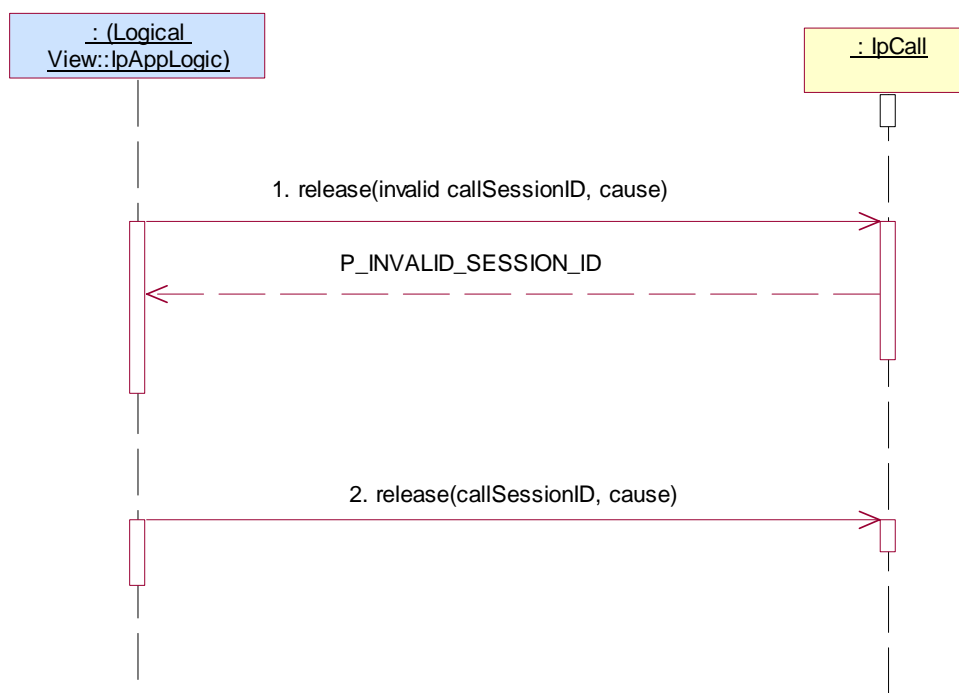 : (Logical
View::IpAppLogic)
: IpCall
1. release(invalid callSessionID, cause)
P_INVALID_SESSION_ID
2. release(callSessionID, cause)